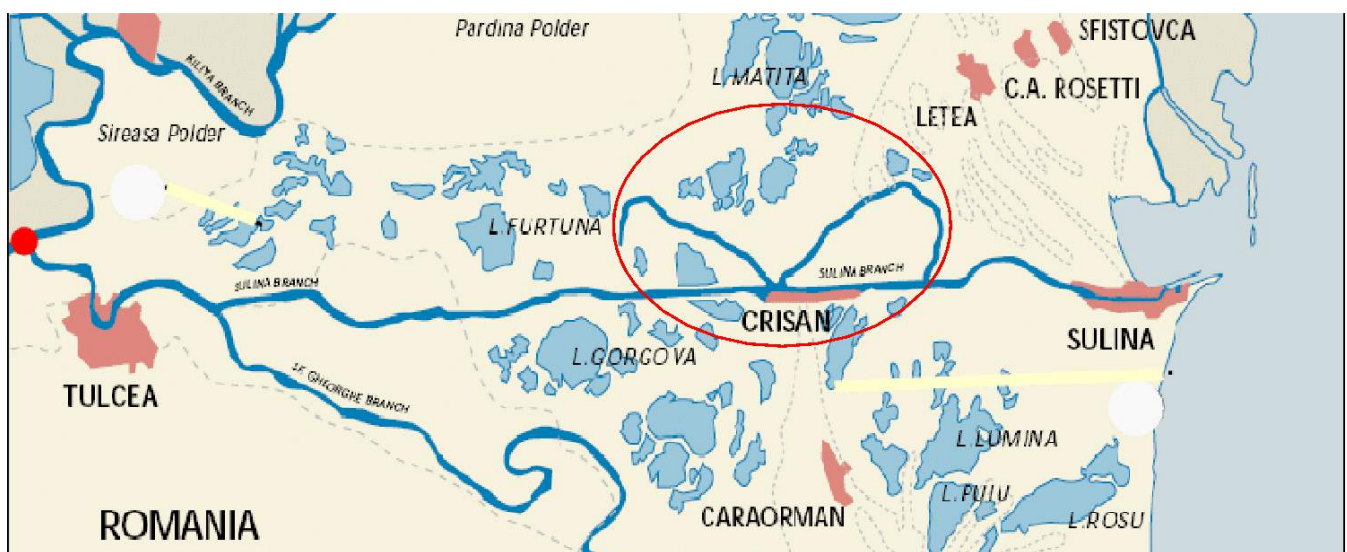 Pardina Polder
SFISTOVCA
L.MATITA
C.A. ROSETTI
KILIYA BRANCH
LETEA
Sireasa Polder
L.FURTUNA
SULINA BRANCH
SULINA BRANCH
CRISAN
SULINA
L.GORGOVA
TULCEA
SF. GHEORGHE BRANCH
L.LUMINA
L.PUIU
CARAORMAN
L.ROSU
ROMANIA